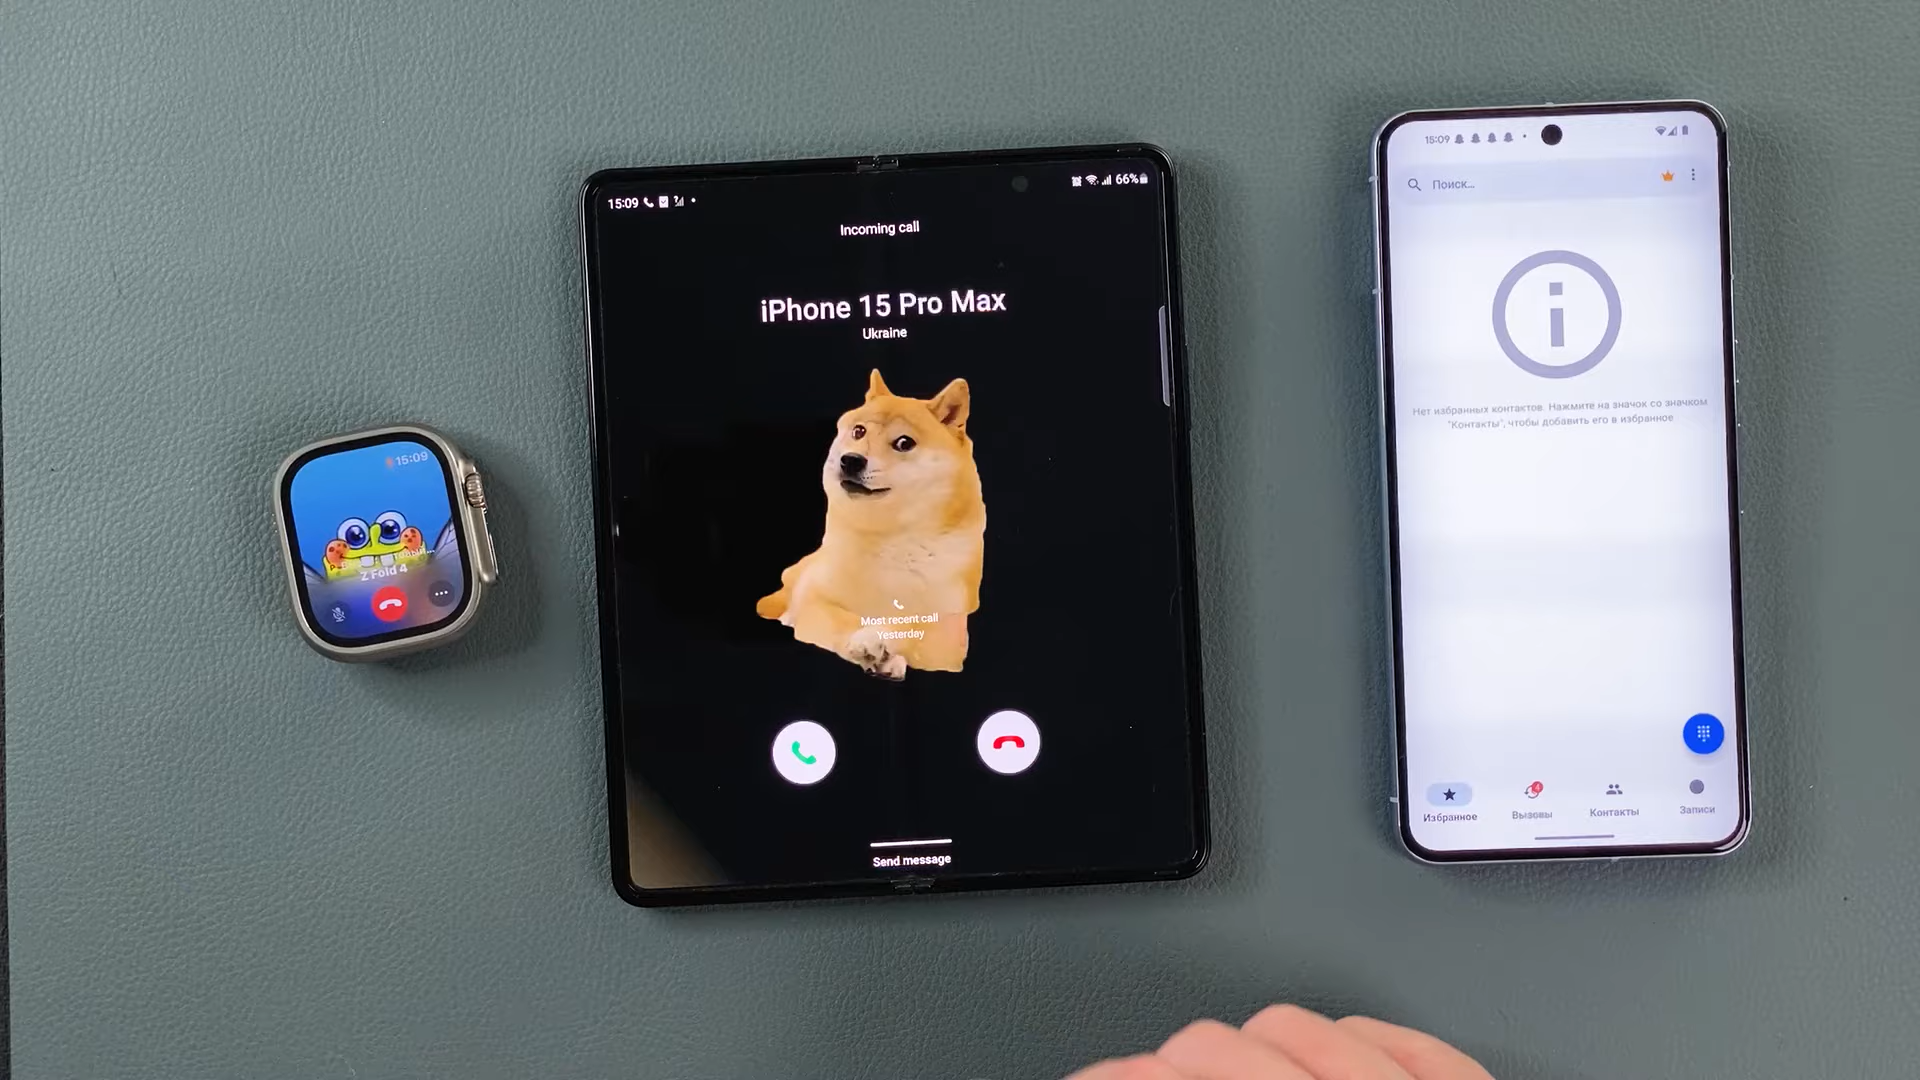 15:09
Z Fold 4
15:09
66%
Incoming call
iPhone 15 Pro Max
Ukraine
Most recent call
Yesterday
Send message
15:09
Поиск...
Нет избранных контактов. Нажмите на значок со значком
"Контакты", чтобы добавить его в избранное
4
Избранное
Вызовы
Контакты
Записи